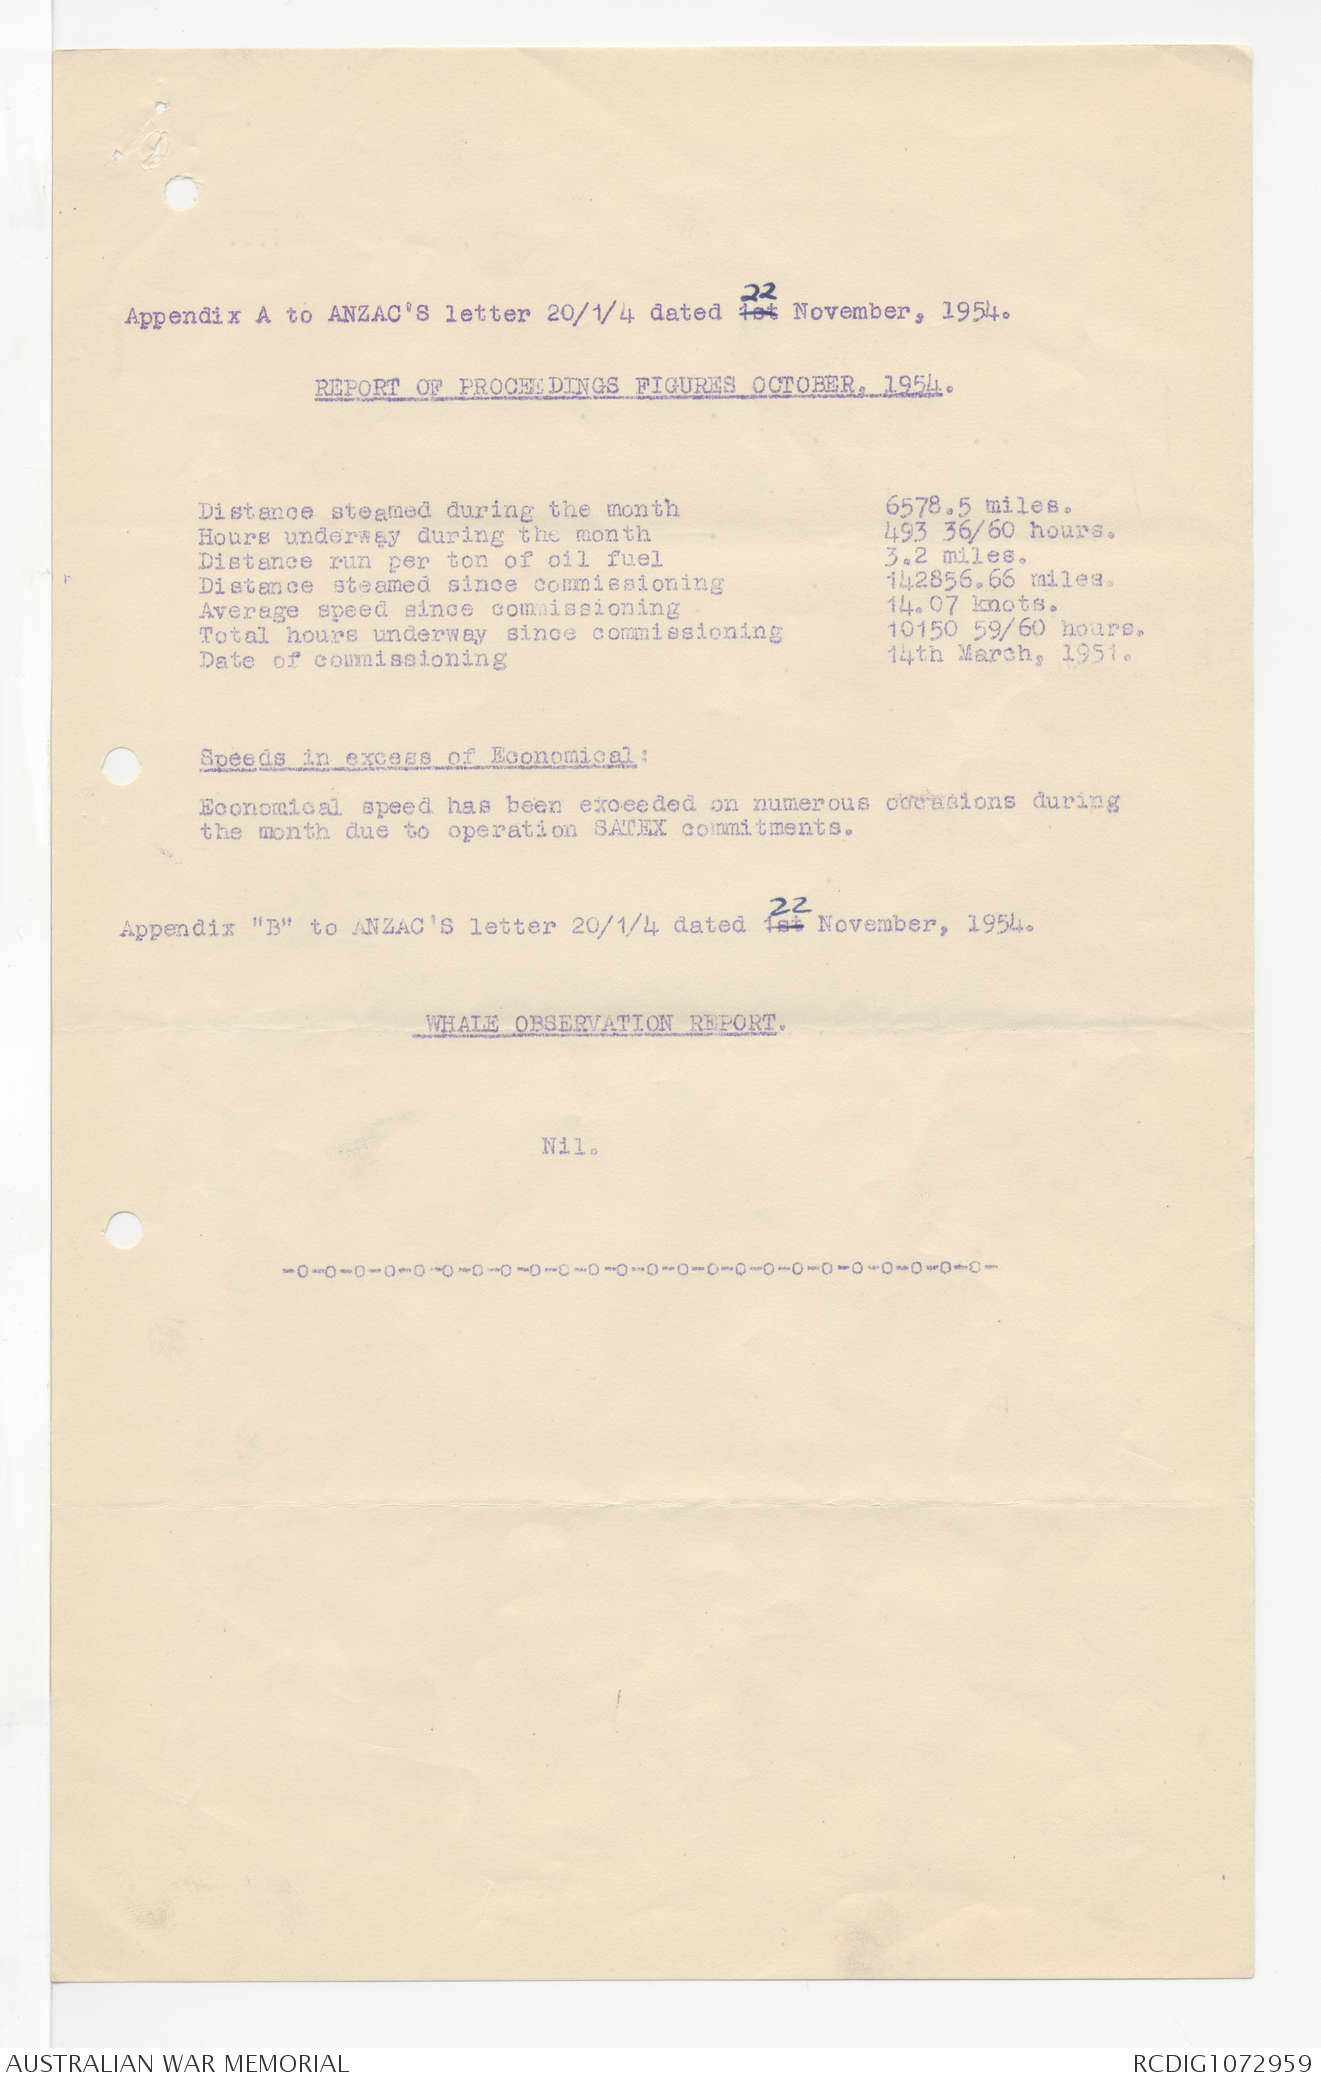 Appendix A to ANZAC'S letter 20/1/4 dated 1st 22 November, 1954.
REPORT OF PROCEEDINGS FIGURES OCTOBER, 1954.
Distance steamed during the month 6578.5 miles.
Hours underway during the month 493 36/60 hours.
Distance run per ton of oil fuel 3.2 miles.
Distance steamed since commissioning 142856.66 miles.
Average speed since commissioning 14.07 knots.
Total hours underway since commissioning 10150 59/60 hours.
Date of commissioning 14th March, 1951.
Speeds in excess of Economical:
Economical speed has been exceeded on numerous occasions during
the month due to operation SATEX commitments.
Appendix "B" to ANZAC'S letter 20/1/4 dated 1st 22 November, 1954.
WHALE OBSERVATION REPORT.
Nil.
-0-0-0-0-0-0-0-0-0-0-0-0-0-0-0-0-0-0-0-0-0-0-0-0-
AUSTRALIAN WAR MEMORIAL
RCDIG1072959